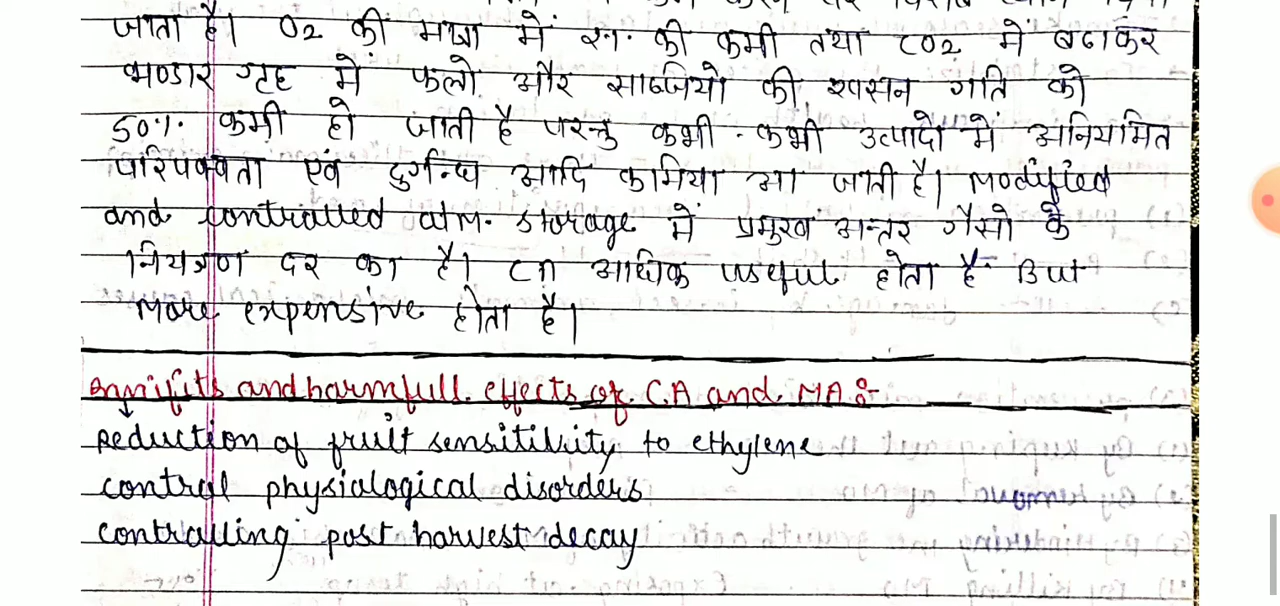 जाता है। O2 की मात्रा में २%. की कमी तथा CO2 में बढाकर
भण्डार गृह में फलो और सब्जियो की श्वसन गति को
50%. कमी हो जाती है परन्तु कभी-कभी उत्पादो में अनियमित
परिपक्वता एवं दुर्गन्धि आदि कमिया आ जाती है। Modified
and controlled atm. storage में प्रमुख अन्तर गैसो के
नियंत्रण दर का है। CA अधिक useful होता है But
More expensive होता है।
Bnnifits and harmfull effects of C.A and MA :-
Reduction of fruit sensitivity to ethylene
control physiological disorders
controlling post harvest decay